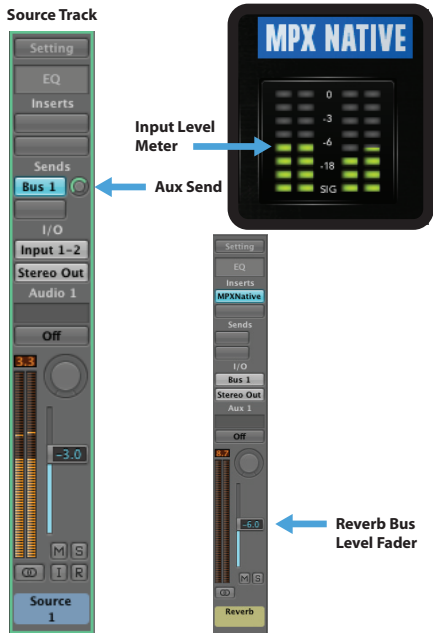 Source Track
Setting
EQ
Inserts
Sends
Bus 1
I/O
Input 1-2
Stereo Out
Audio 1
Off
3.3
-3.0
M S
I R
Source
1
MPX NATIVE
0
-3
-6
-18
SIG
Input Level
Meter
Aux Send
Setting
EQ
Inserts
MPXNative
Sends
I/O
Bus 1
Stereo Out
Aux 1
Off
8.7
-6.0
M S
Reverb
Reverb Bus
Level Fader